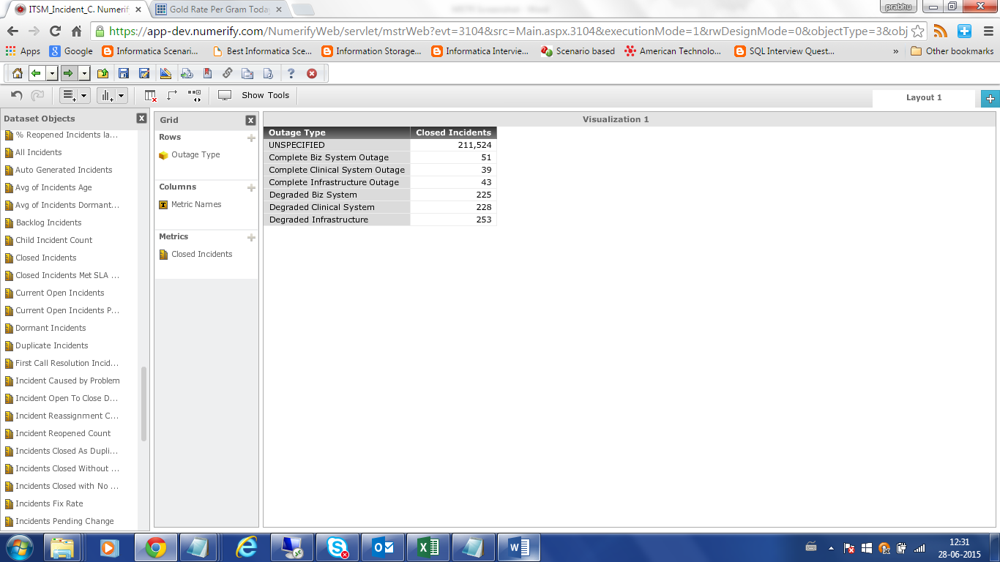 ITSM_Incident_C. Numerify
Gold Rate Per Gram Today
prabhu
https://app-dev.numerify.com/NumerifyWeb/servlet/mstrWeb?evt=3104&src=Main.aspx.3104&executionMode=1&rwDesignMode=0&objectType=3&obj
Apps
Google
Informatica Scenari...
Best Informatica Sce...
Information Storage...
Informatica Intervie...
Scenario based
American Technolo...
SQL Interview Quest...
»
Other bookmarks
Show Tools
Layout 1
Dataset Objects
% Reopened Incidents la...
All Incidents
Auto Generated Incidents
Avg of Incidents Age
Avg of Incidents Dormant...
Backlog Incidents
Child Incident Count
Closed Incidents
Closed Incidents Met SLA ...
Current Open Incidents
Current Open Incidents P...
Dormant Incidents
Duplicate Incidents
First Call Resolution Incid...
Incident Caused by Problem
Incident Open To Close D...
Incident Reassignment C...
Incident Reopened Count
Incidents Closed As Dupli...
Incidents Closed Without ...
Incidents Closed with No ...
Incidents Fix Rate
Incidents Pending Change
Grid
Rows
Outage Type
Columns
Metric Names
Metrics
Closed Incidents
Visualization 1
Outage Type Closed Incidents
UNSPECIFIED 211,524
Complete Biz System Outage 51
Complete Clinical System Outage 39
Complete Infrastructure Outage 43
Degraded Biz System 225
Degraded Clinical System 228
Degraded Infrastructure 253
12:31
28-06-2015